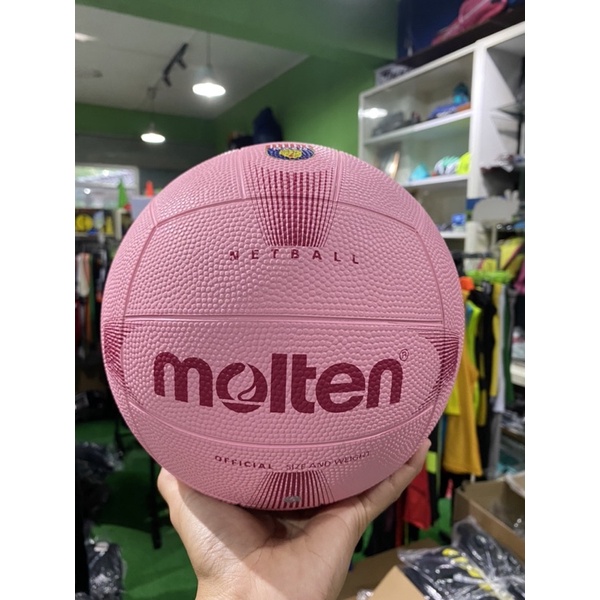 NETBALL
molten®
OFFICIAL SIZE AND WEIGHT